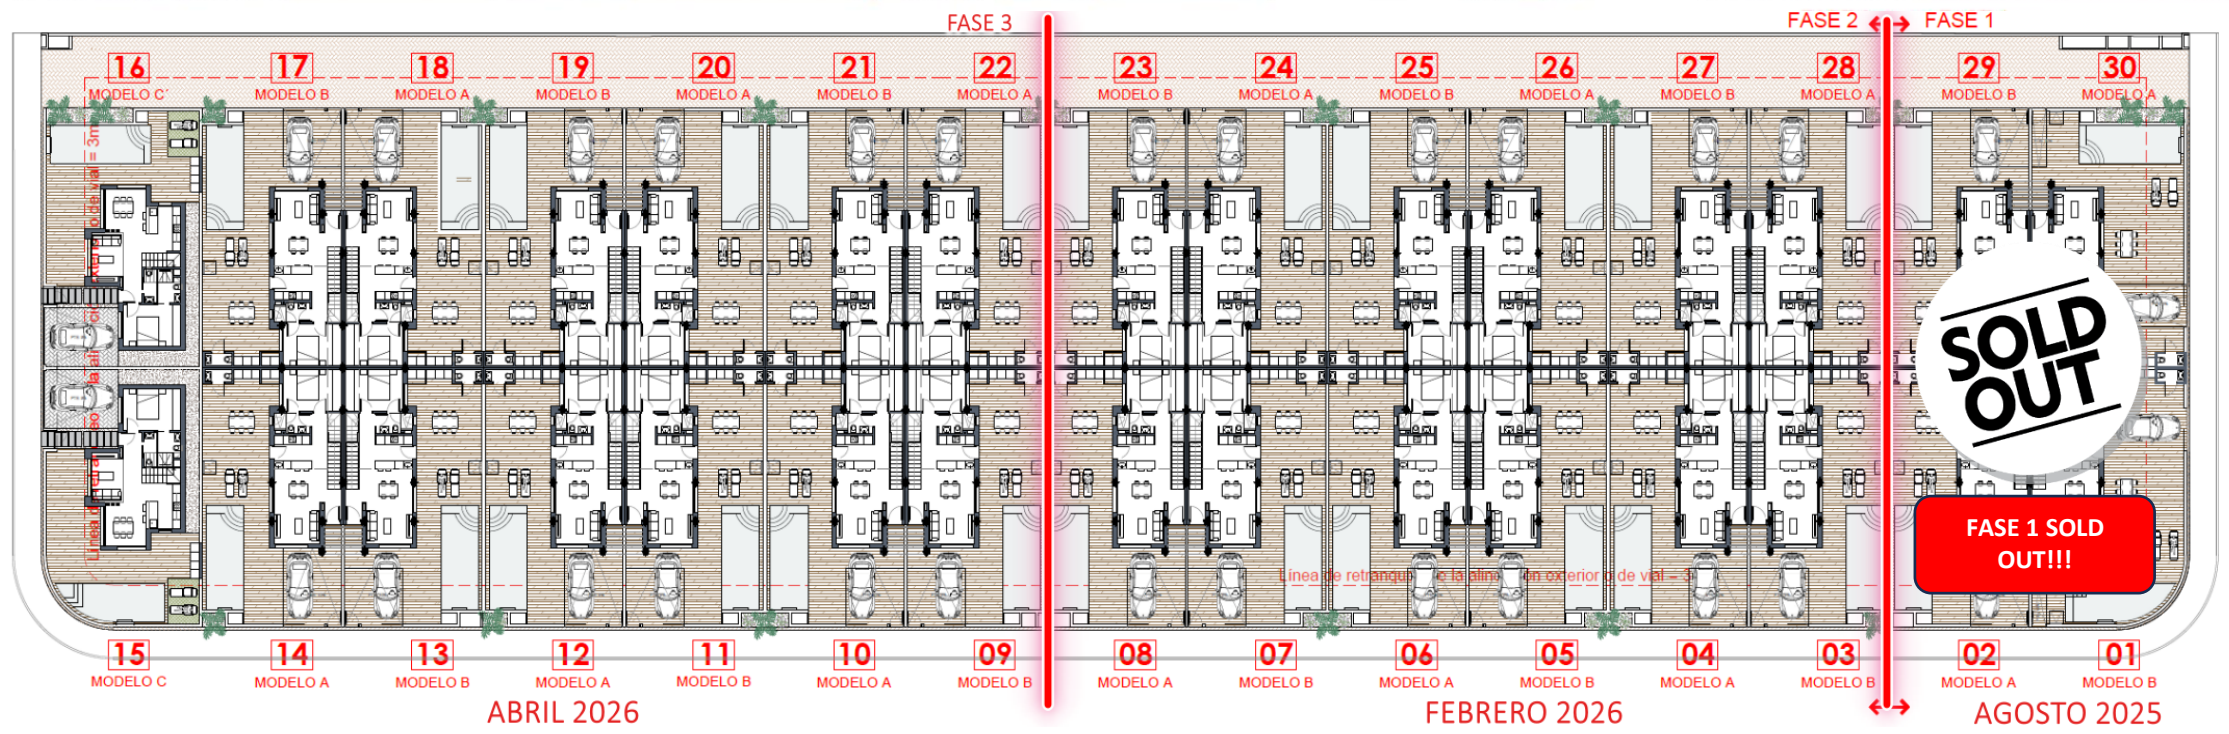 FASE 3
FASE 2
FASE 1
16
17
18
19
20
21
22
23
24
25
26
27
28
29
30
MODELO C´
MODELO B
MODELO A
MODELO B
MODELO A
MODELO B
MODELO A
MODELO B
MODELO A
MODELO B
MODELO A
MODELO B
MODELO A
MODELO B
MODELO A
SOLD
OUT
FASE 1 SOLD
OUT!!!
exterior o de vial = 3
15
14
13
12
11
10
09
08
07
06
05
04
03
02
01
MODELO C
MODELO A
MODELO B
MODELO A
MODELO B
MODELO A
MODELO B
MODELO A
MODELO B
MODELO A
MODELO B
MODELO A
MODELO B
MODELO A
MODELO B
ABRIL 2026
FEBRERO 2026
AGOSTO 2025